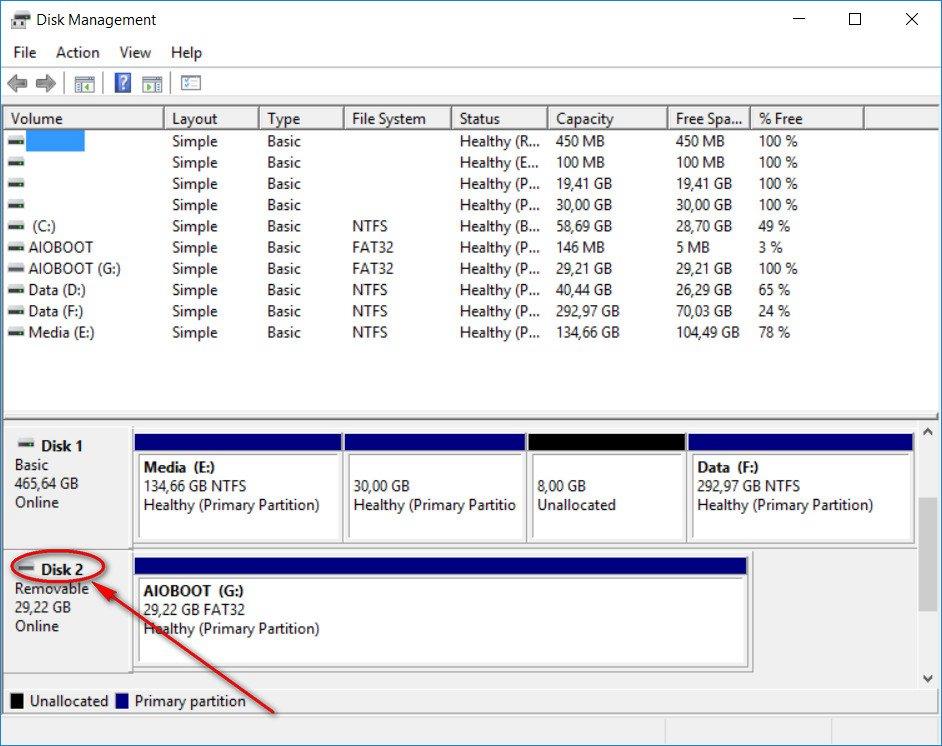 Disk Management
File Action View Help
Volume Layout Type File System Status Capacity Free Spa... % Free
Simple Basic Healthy (R... 450 MB 450 MB 100 %
Simple Basic Healthy (E... 100 MB 100 MB 100 %
Simple Basic Healthy (P... 19,41 GB 19,41 GB 100 %
Simple Basic Healthy (P... 30,00 GB 30,00 GB 100 %
(C:) Simple Basic NTFS Healthy (B... 58,69 GB 28,70 GB 49 %
AIOBOOT Simple Basic FAT32 Healthy (P... 146 MB 5 MB 3 %
AIOBOOT (G:) Simple Basic FAT32 Healthy (P... 29,21 GB 29,21 GB 100 %
Data (D:) Simple Basic NTFS Healthy (P... 40,44 GB 26,29 GB 65 %
Data (F:) Simple Basic NTFS Healthy (P... 292,97 GB 70,03 GB 24 %
Media (E:) Simple Basic NTFS Healthy (P... 134,66 GB 104,49 GB 78 %
Disk 1
Basic
465,64 GB
Online
Media (E:)
134,66 GB NTFS
Healthy (Primary Partition)
30,00 GB
Healthy (Primary Partitio
8,00 GB
Unallocated
Data (F:)
292,97 GB NTFS
Healthy (Primary Partition)
Disk 2
Removable
29,22 GB
Online
AIOBOOT (G:)
29,22 GB FAT32
Healthy (Primary Partition)
Unallocated Primary partition